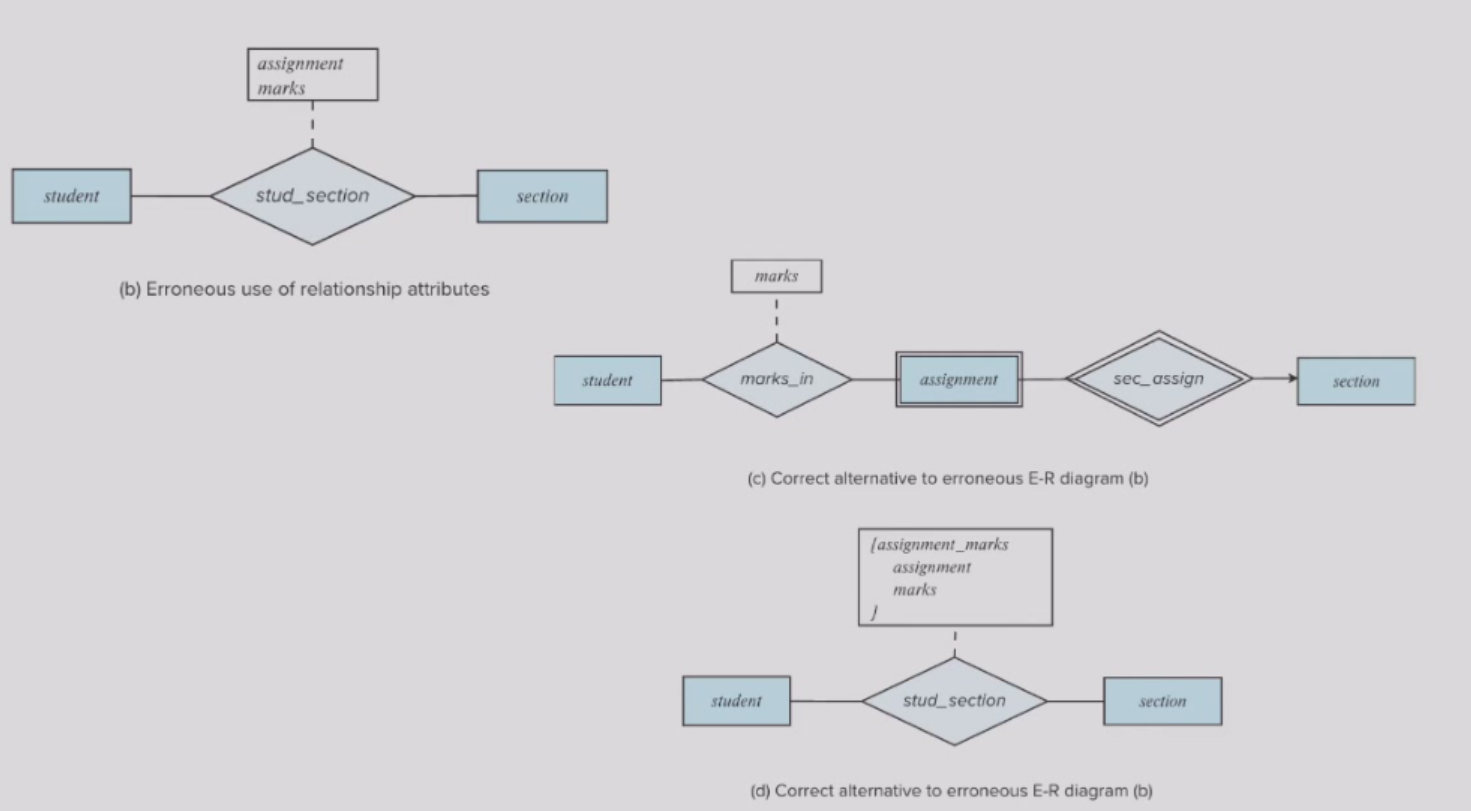 assignment
marks
student
stud_section
section
(b) Erroneous use of relationship attributes
marks
student
marks_in
assignment
sec_assign
section
(c) Correct alternative to erroneous E-R diagram (b)
{assignment_marks
assignment
marks
}
student
stud_section
section
(d) Correct alternative to erroneous E-R diagram (b)